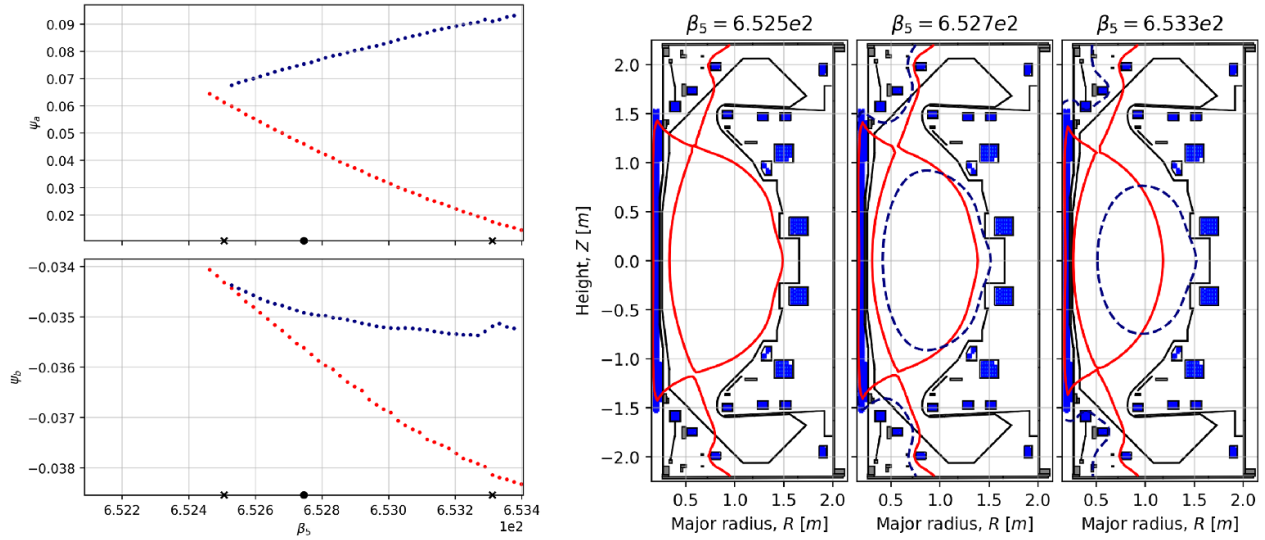 0.09
0.08
0.07
0.06
0.05
0.04
0.03
0.02
ψₐ
−0.034
−0.035
−0.036
−0.037
−0.038
ψ_b
6.522 6.524 6.526 6.528 6.530 6.532 6.534
1e2
β₅
β₅ = 6.525e2 β₅ = 6.527e2 β₅ = 6.533e2
Height, Z [m]
2.0
1.5
1.0
0.5
0.0
−0.5
−1.0
−1.5
−2.0
0.5 1.0 1.5 2.0 0.5 1.0 1.5 2.0 0.5 1.0 1.5 2.0
Major radius, R [m] Major radius, R [m] Major radius, R [m]